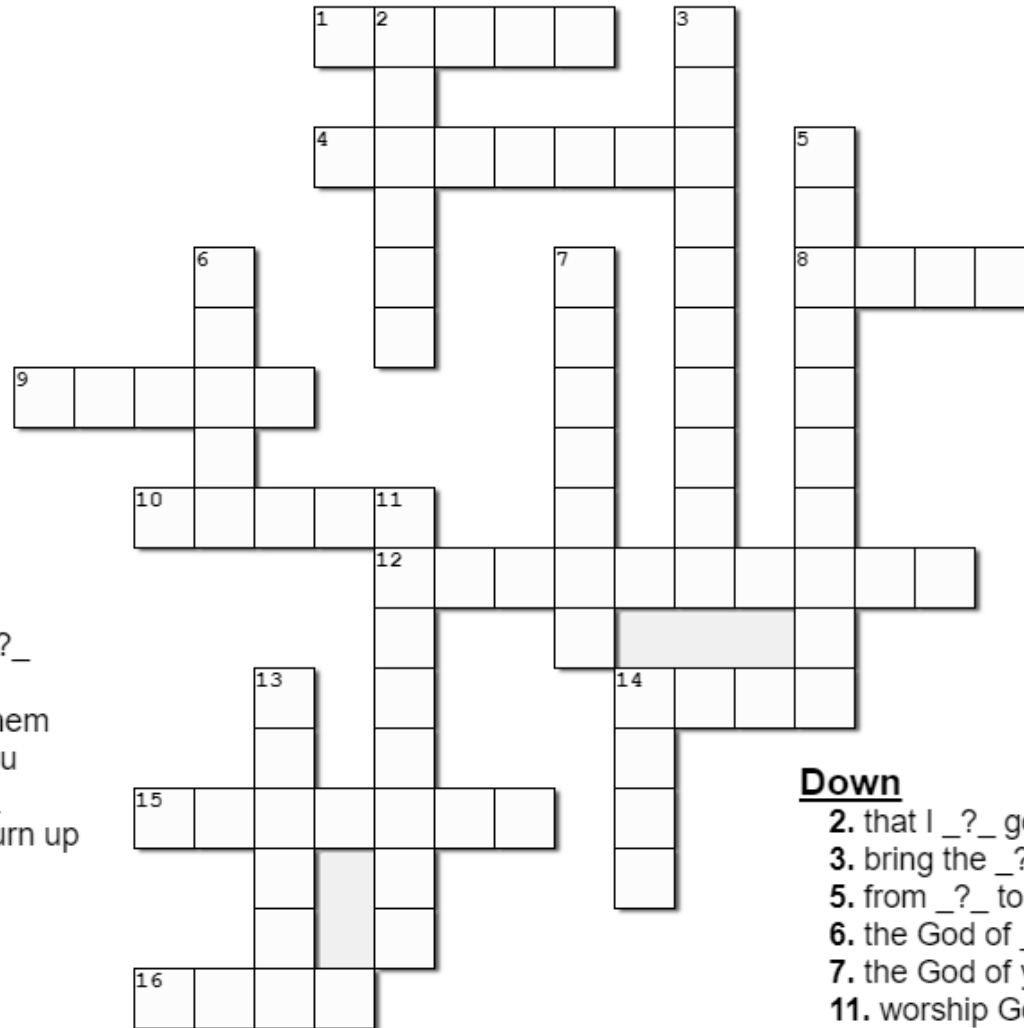 1 2 3
4 5
6 7 8
9
10 11
12
?_
13 14
hem
u
15
urn up
16
Down
2. that I _?_ g
3. bring the _?
5. from _?_ to
6. the God of _
7. the God of y
11. worship G